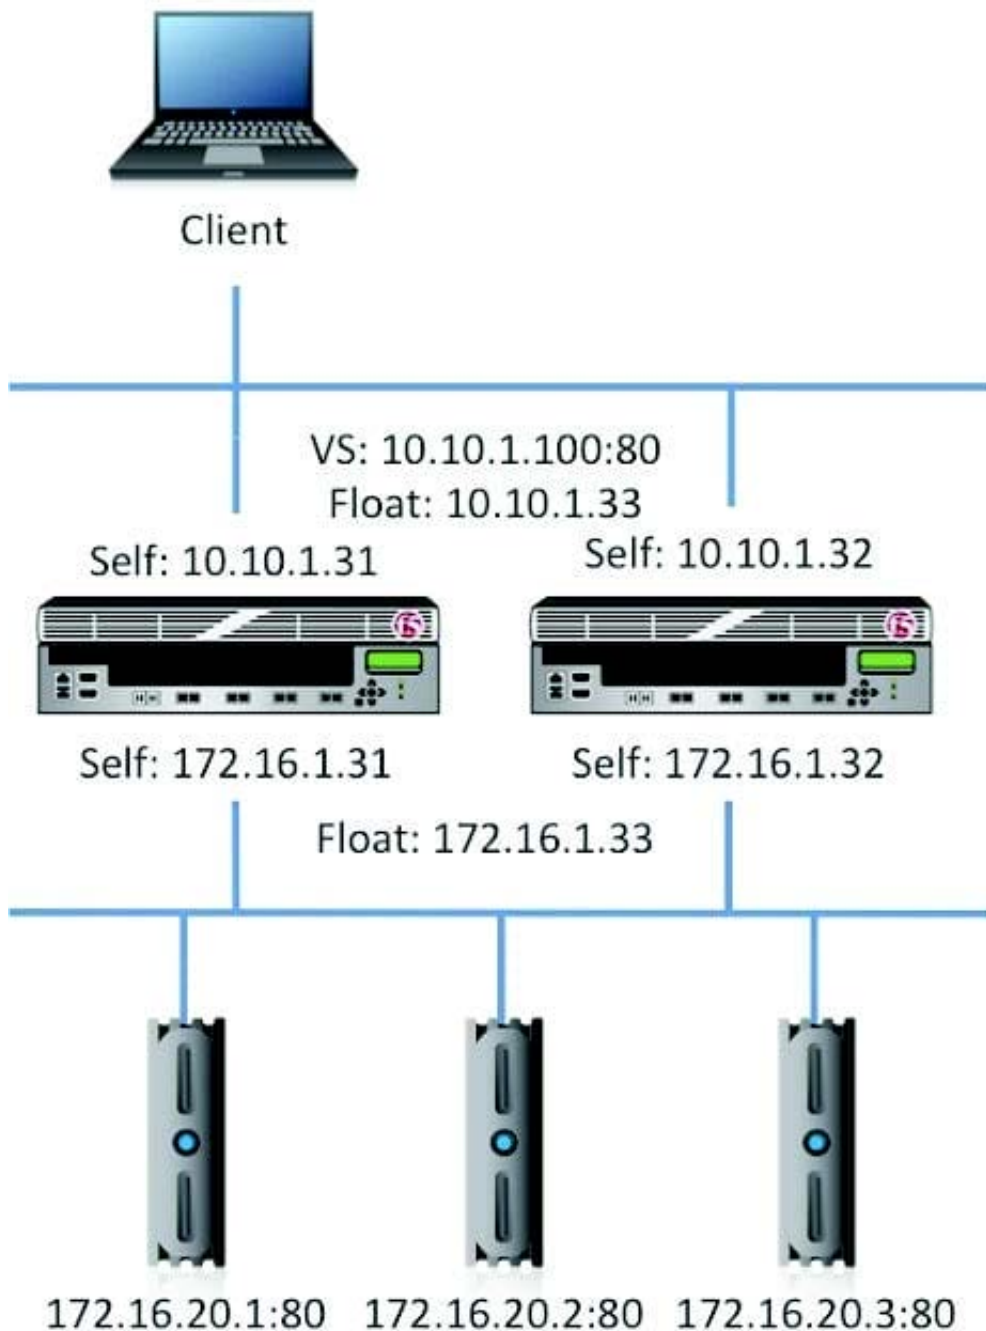 Client
VS: 10.10.1.100:80
Float: 10.10.1.33
Self: 10.10.1.31
Self: 10.10.1.32
f5
f5
Self: 172.16.1.31
Self: 172.16.1.32
Float: 172.16.1.33
172.16.20.1:80
172.16.20.2:80
172.16.20.3:80